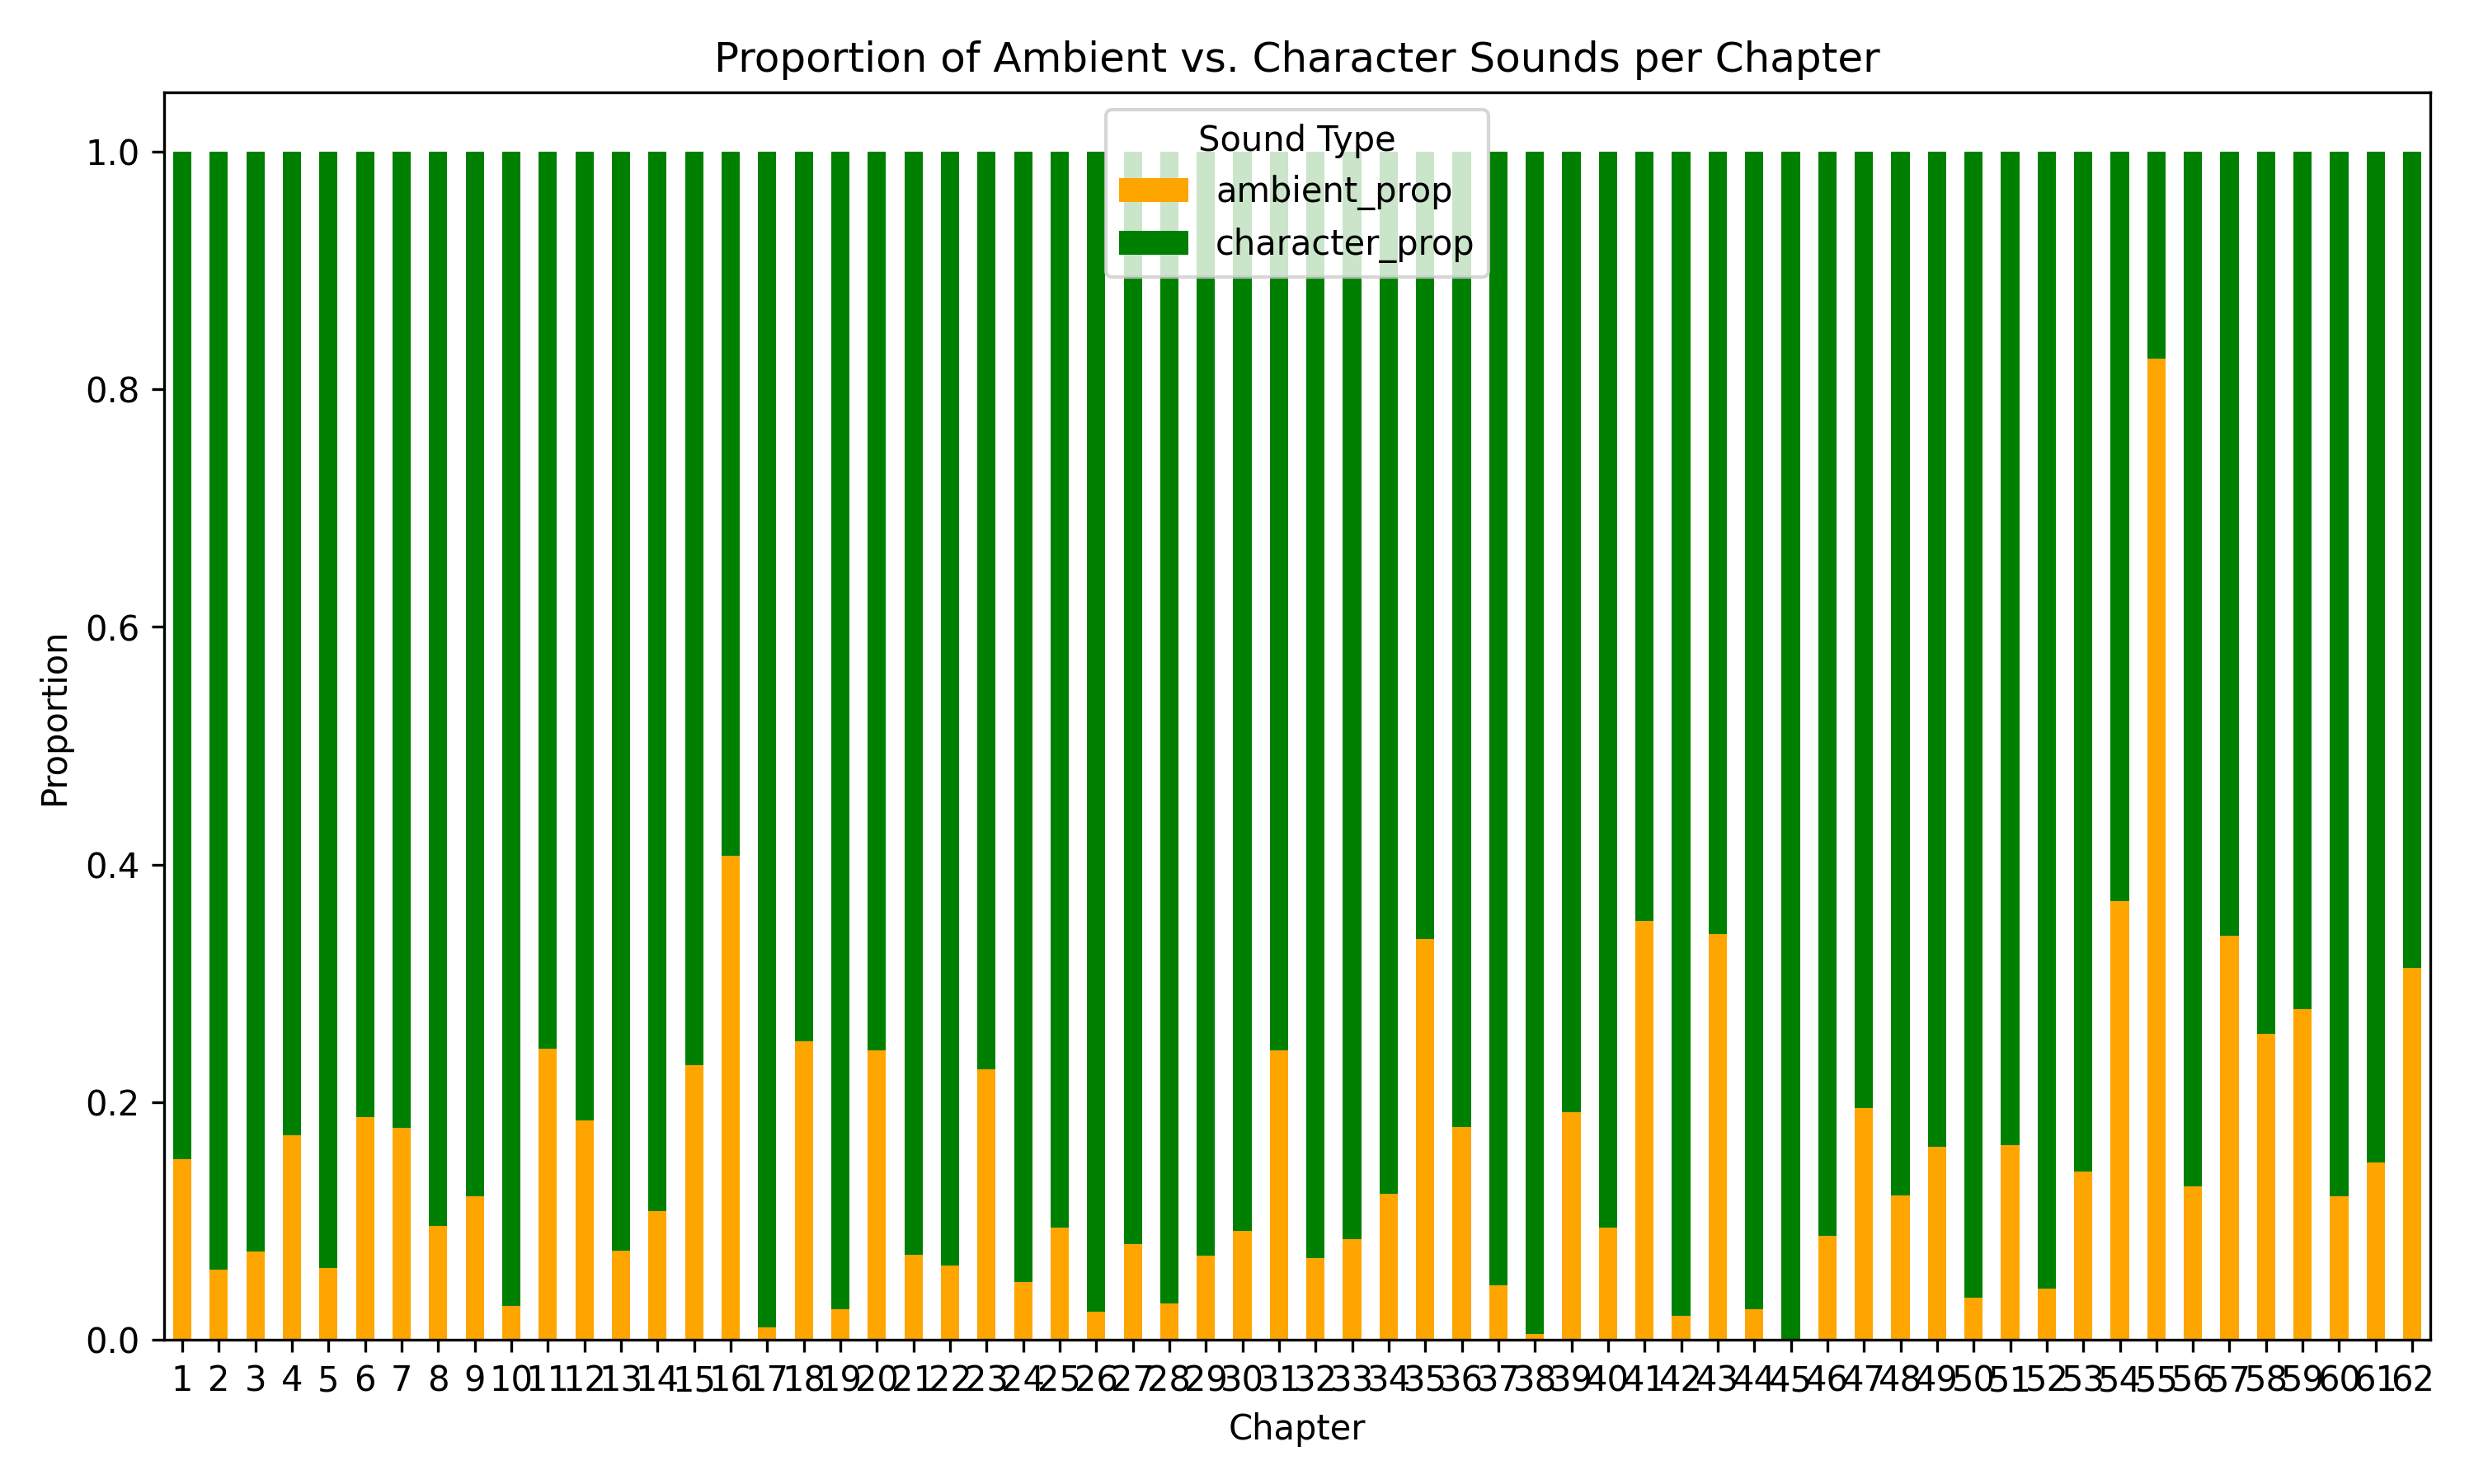 Proportion of Ambient vs. Character Sounds per Chapter
Sound Type
ambient_prop
character_prop
1.0
0.8
0.6
0.4
0.2
0.0
Proportion
1 2 3 4 5 6 7 8 9 10 11 12 13 14 15 16 17 18 19 20 21 22 23 24 25 26 27 28 29 30 31 32 33 34 35 36 37 38 39 40 41 42 43 44 45 46 47 48 49 50 51 52 53 54 55 56 57 58 59 60 61 62
Chapter